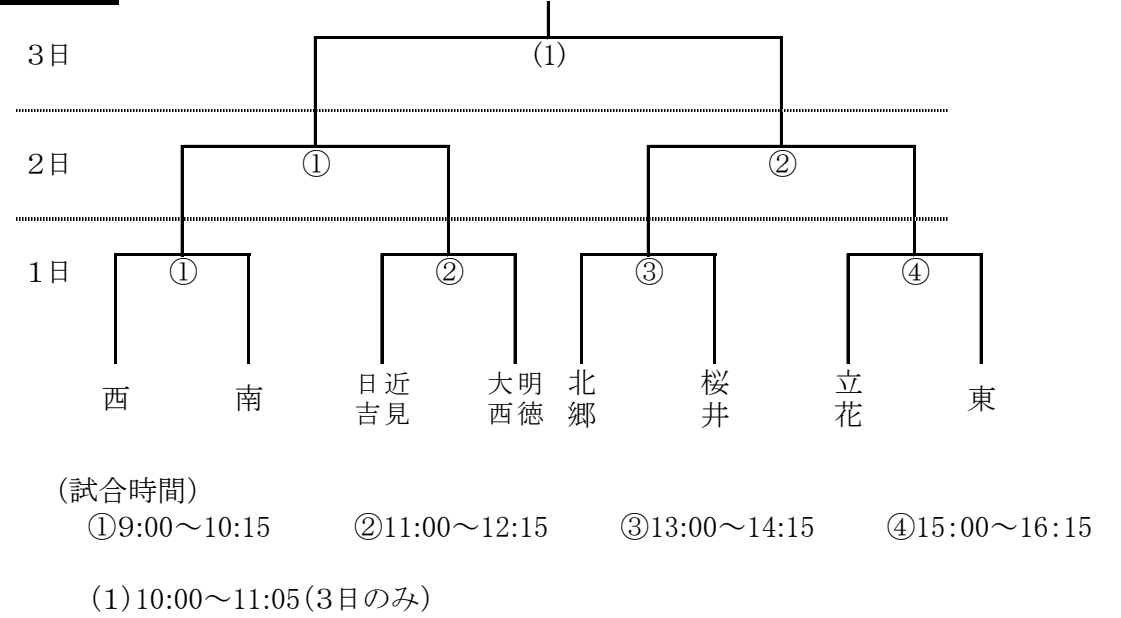 3日
(1)
2日
①
②
1日
①
②
③
④
西
南
日吉
近見
大西
明徳
北郷
桜井
立花
東
(試合時間)
①9:00～10:15
②11:00～12:15
③13:00～14:15
④15:00～16:15
(1)10:00～11:05(3日のみ)